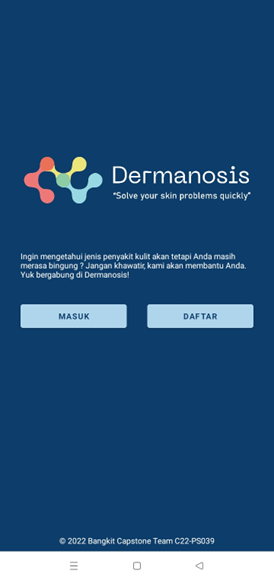 Dermanosis
"Solve your skin problems quickly"
Ingin mengetahui jenis penyakit kulit akan tetapi Anda masih
merasa bingung ? Jangan khawatir, kami akan membantu Anda.
Yuk bergabung di Dermanosis!
MASUK
DAFTAR
© 2022 Bangkit Capstone Team C22-PS039